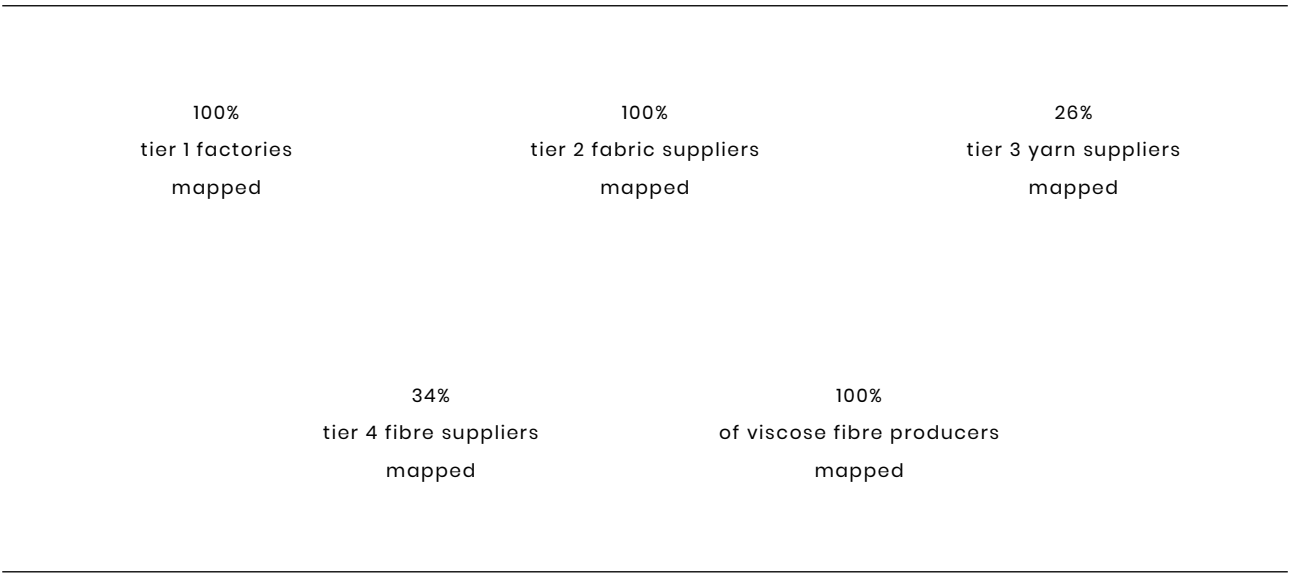 100%
tier 1 factories
mapped
100%
tier 2 fabric suppliers
mapped
26%
tier 3 yarn suppliers
mapped
34%
tier 4 fibre suppliers
mapped
100%
of viscose fibre producers
mapped